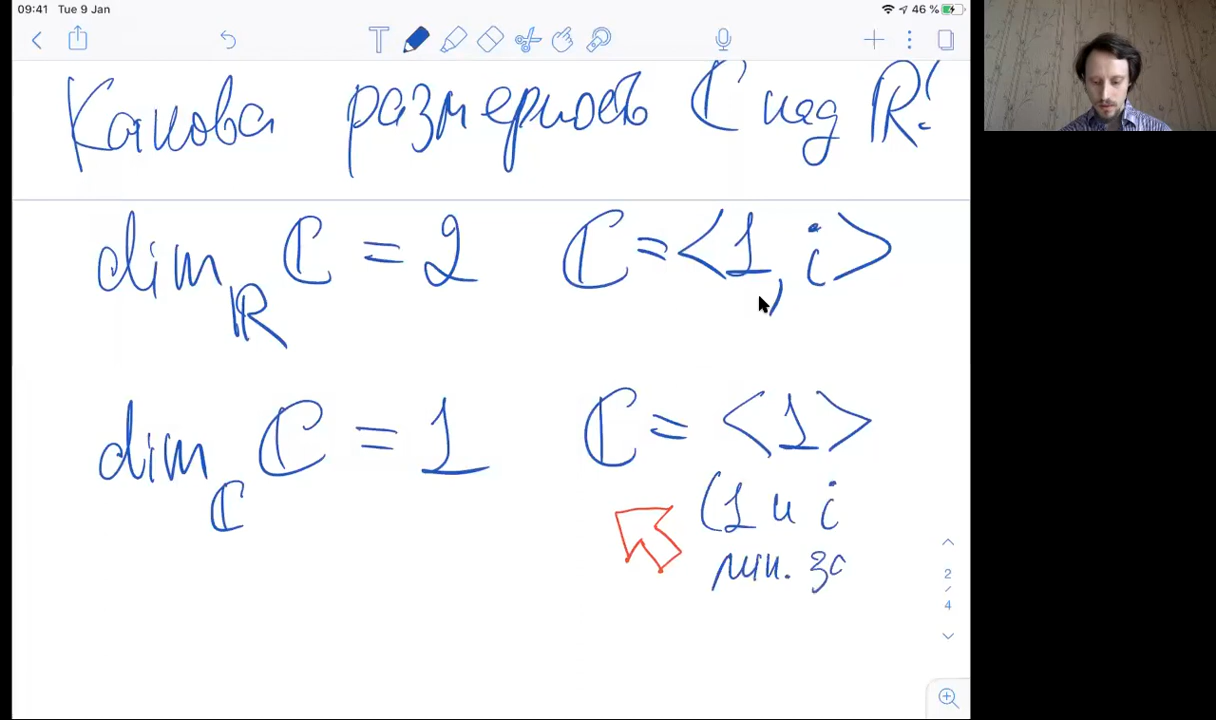 09:41 Tue 9 Jan 46 %
T
Какова размерность ℂ над ℝ?
dim_ℝ ℂ = 2 ℂ = <1, i>
dim_ℂ ℂ = 1 ℂ = <1>
(1 и i
лин. за
2
/
4